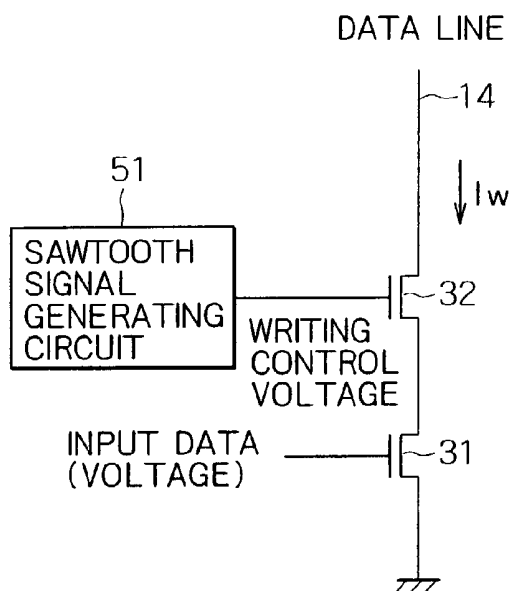 DATA LINE
14
Iw
51
SAWTOOTH
SIGNAL
GENERATING
CIRCUIT
32
WRITING
CONTROL
VOLTAGE
INPUT DATA
(VOLTAGE)
31